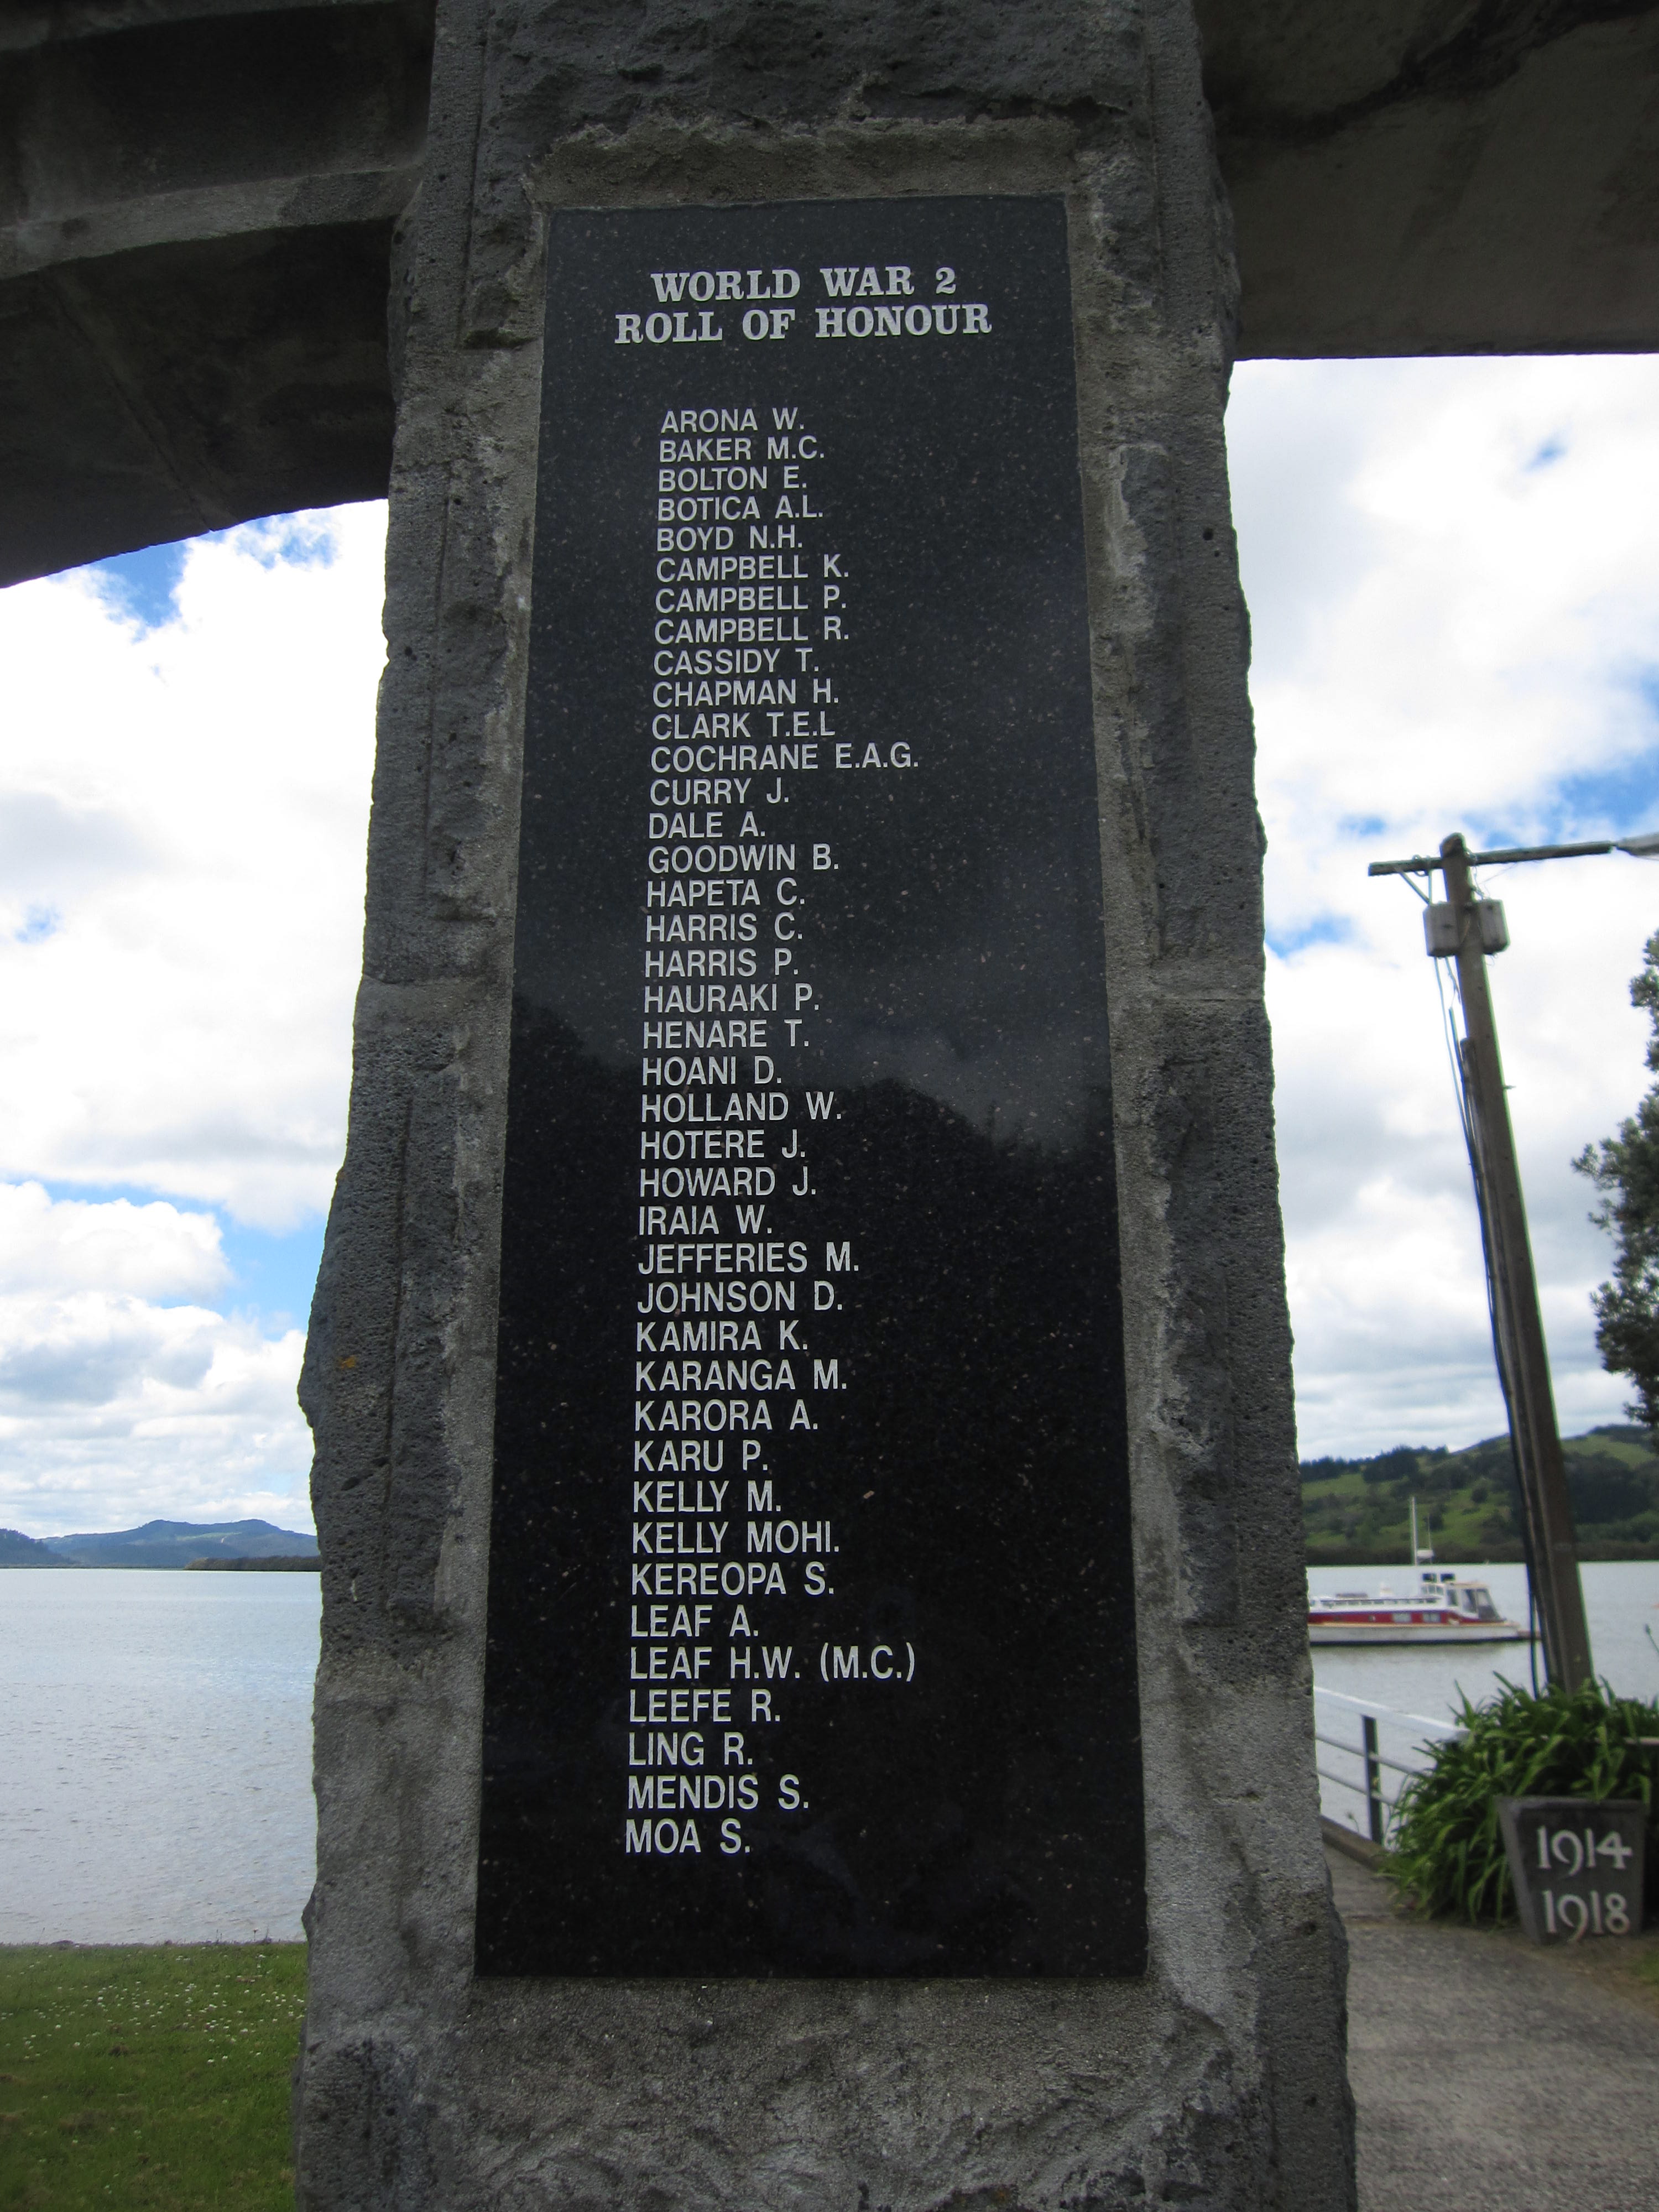 WORLD WAR 2
ROLL OF HONOUR
ARONA W.
BAKER M.C.
BOLTON E.
BOTICA A.L.
BOYD N.H.
CAMPBELL K.
CAMPBELL P.
CAMPBELL R.
CASSIDY T.
CHAPMAN H.
CLARK T.E.L
COCHRANE E.A.G.
CURRY J.
DALE A.
GOODWIN B.
HAPETA C.
HARRIS C.
HARRIS P.
HAURAKI P.
HENARE T.
HOANI D.
HOLLAND W.
HOTERE J.
HOWARD J.
IRAIA W.
JEFFERIES M.
JOHNSON D.
KAMIRA K.
KARANGA M.
KARORA A.
KARU P.
KELLY M.
KELLY MOHI.
KEREOPA S.
LEAF A.
LEAF H.W. (M.C.)
LEEFE R.
LING R.
MENDIS S.
MOA S.
1914
1918